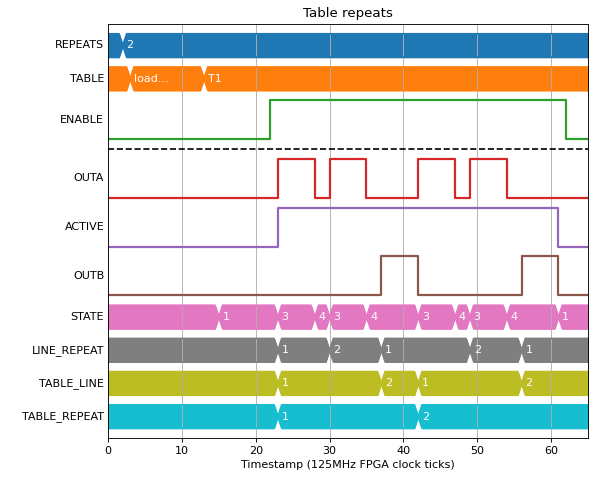 Table repeats
REPEATS 2
TABLE load... T1
ENABLE
OUTA
ACTIVE
OUTB
STATE 1 3 4 3 4 3 4 3 4 1
LINE_REPEAT 1 2 1 2 1
TABLE_LINE 1 2 1 2
TABLE_REPEAT 1 2
0 10 20 30 40 50 60
Timestamp (125MHz FPGA clock ticks)